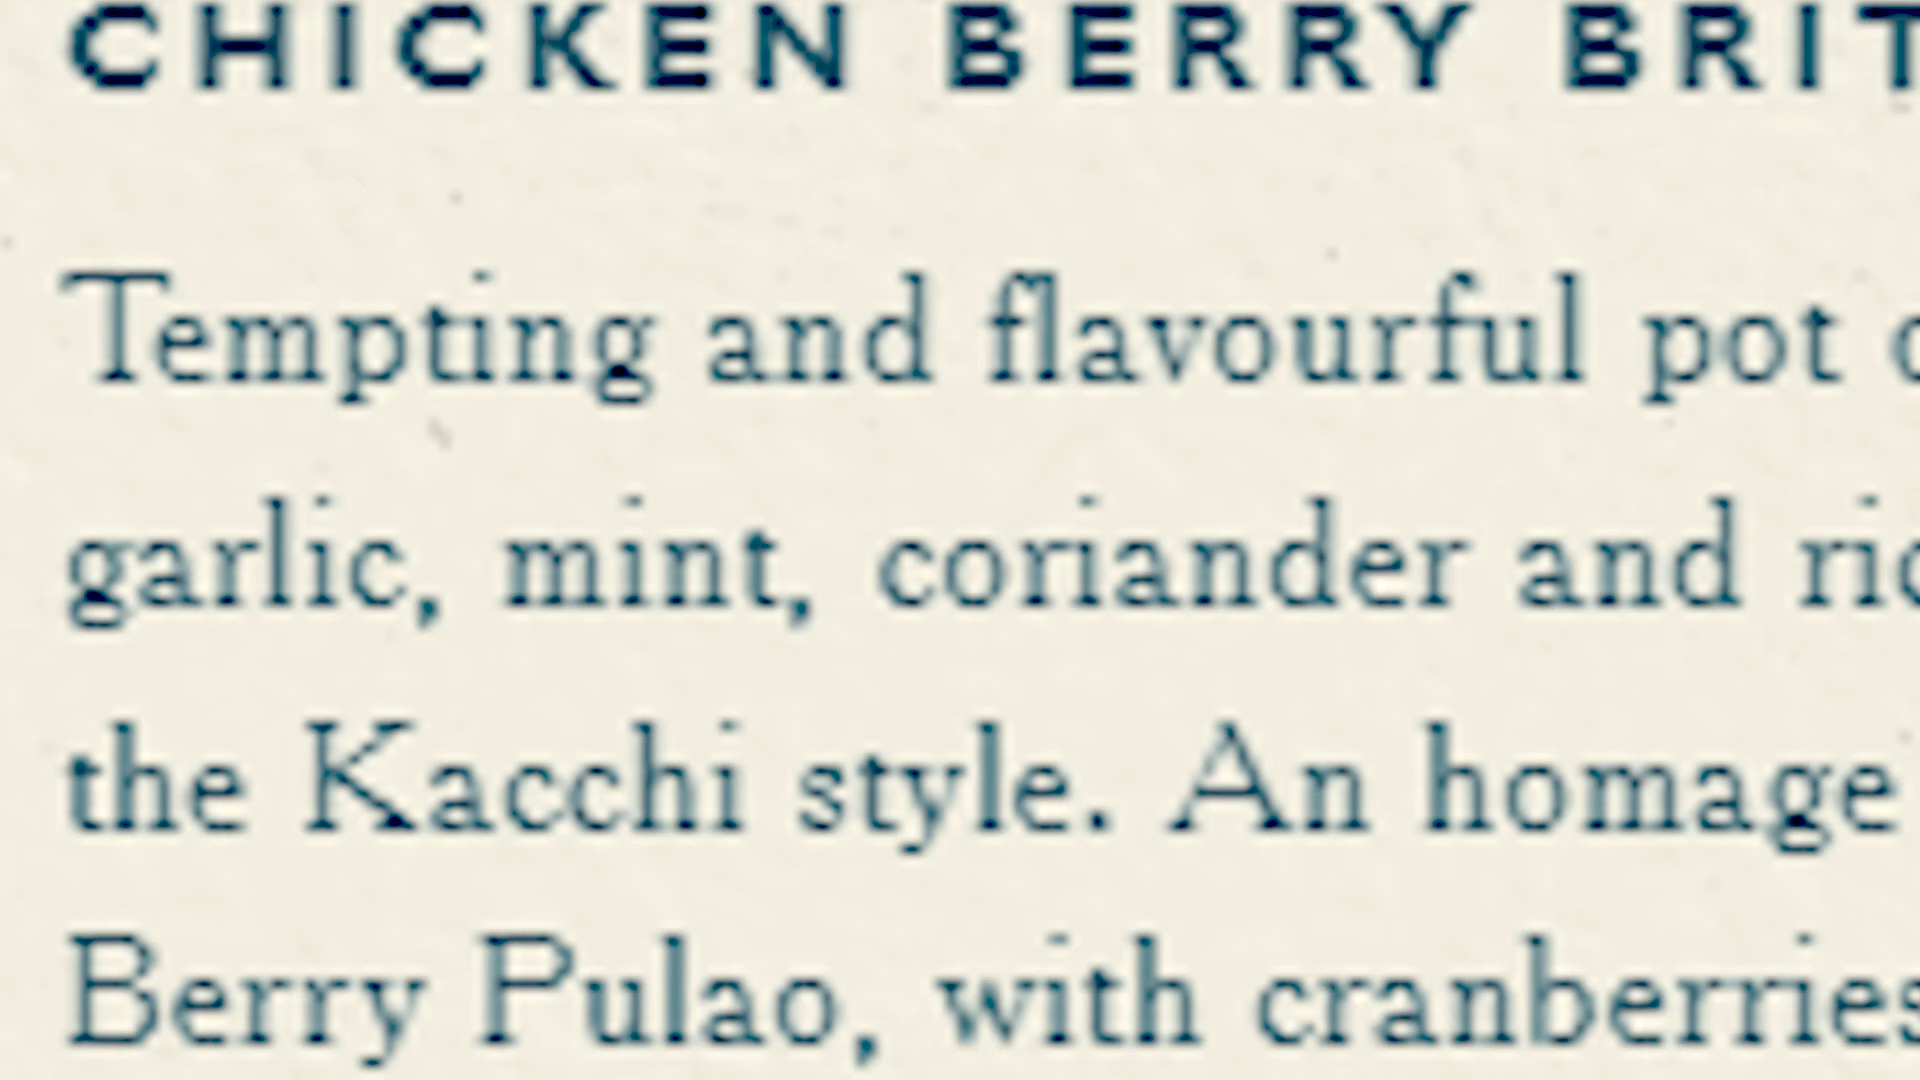 CHICKEN BERRY BRIT
Tempting and flavourful pot
garlic, mint, coriander and
the Kacchi style. An homage
Berry Pulao, with cranberries